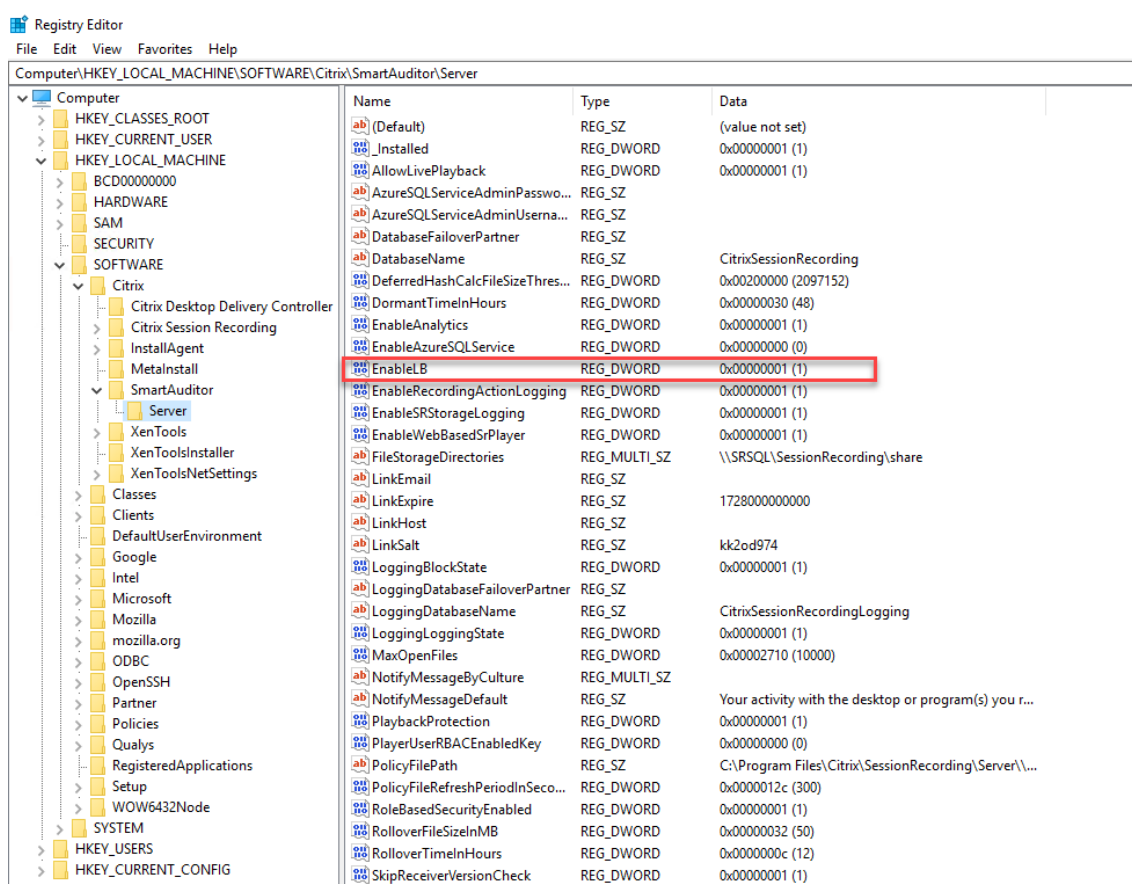 Registry Editor
File Edit View Favorites Help
Computer\HKEY_LOCAL_MACHINE\SOFTWARE\Citrix\SmartAuditor\Server
Computer
HKEY_CLASSES_ROOT
HKEY_CURRENT_USER
HKEY_LOCAL_MACHINE
BCD00000000
HARDWARE
SAM
SECURITY
SOFTWARE
Citrix
Citrix Desktop Delivery Controller
Citrix Session Recording
InstallAgent
MetaInstall
SmartAuditor
Server
XenTools
XenToolsInstaller
XenToolsNetSettings
Classes
Clients
DefaultUserEnvironment
Google
Intel
Microsoft
Mozilla
mozilla.org
ODBC
OpenSSH
Partner
Policies
Qualys
RegisteredApplications
Setup
WOW6432Node
SYSTEM
HKEY_USERS
HKEY_CURRENT_CONFIG
Name Type Data
(Default) REG_SZ (value not set)
_Installed REG_DWORD 0x00000001 (1)
AllowLivePlayback REG_DWORD 0x00000001 (1)
AzureSQLServiceAdminPasswo... REG_SZ
AzureSQLServiceAdminUserna... REG_SZ
DatabaseFailoverPartner REG_SZ
DatabaseName REG_SZ CitrixSessionRecording
DeferredHashCalcFileSizeThres... REG_DWORD 0x00200000 (2097152)
DormantTimeInHours REG_DWORD 0x00000030 (48)
EnableAnalytics REG_DWORD 0x00000001 (1)
EnableAzureSQLService REG_DWORD 0x00000000 (0)
EnableLB REG_DWORD 0x00000001 (1)
EnableRecordingActionLogging REG_DWORD 0x00000001 (1)
EnableSRStorageLogging REG_DWORD 0x00000001 (1)
EnableWebBasedSrPlayer REG_DWORD 0x00000001 (1)
FileStorageDirectories REG_MULTI_SZ \\SRSQL\SessionRecording\share
LinkEmail REG_SZ
LinkExpire REG_SZ 1728000000000
LinkHost REG_SZ
LinkSalt REG_SZ kk2od974
LoggingBlockState REG_DWORD 0x00000001 (1)
LoggingDatabaseFailoverPartner REG_SZ
LoggingDatabaseName REG_SZ CitrixSessionRecordingLogging
LoggingLoggingState REG_DWORD 0x00000001 (1)
MaxOpenFiles REG_DWORD 0x00002710 (10000)
NotifyMessageByCulture REG_MULTI_SZ
NotifyMessageDefault REG_SZ Your activity with the desktop or program(s) you r...
PlaybackProtection REG_DWORD 0x00000001 (1)
PlayerUserRBACEnabledKey REG_DWORD 0x00000000 (0)
PolicyFilePath REG_SZ C:\Program Files\Citrix\SessionRecording\Server\\...
PolicyFileRefreshPeriodInSeco... REG_DWORD 0x0000012c (300)
RoleBasedSecurityEnabled REG_DWORD 0x00000001 (1)
RolloverFileSizeInMB REG_DWORD 0x00000032 (50)
RolloverTimeInHours REG_DWORD 0x0000000c (12)
SkipReceiverVersionCheck REG_DWORD 0x00000001 (1)